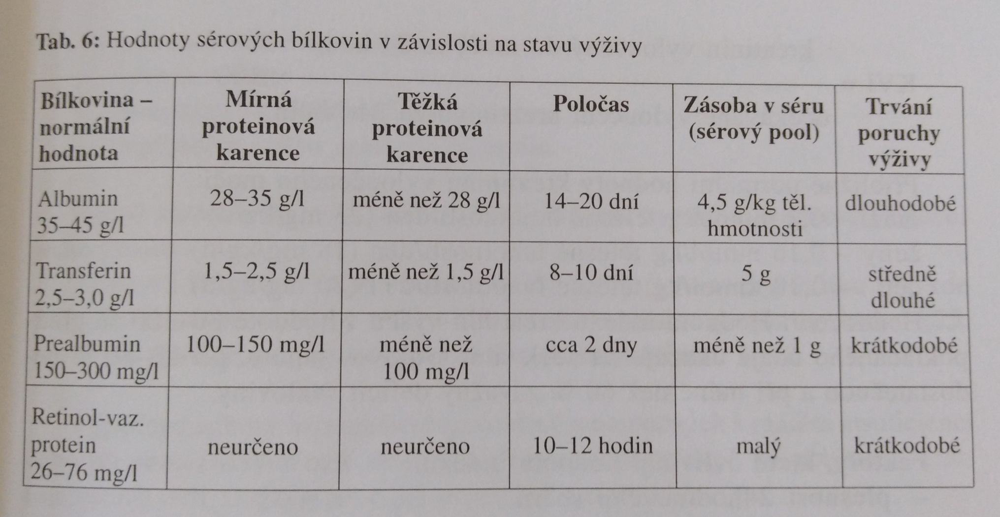 Tab. 6: Hodnoty sérových bílkovin v závislosti na stavu výživy
Bílkovina –
normální
hodnota
Mírná
proteinová
karence
Těžká
proteinová
karence
Poločas
Zásoba v séru
(sérový pool)
Trvání
poruchy
výživy
Albumin
35–45 g/l
28–35 g/l
méně než 28 g/l
14–20 dní
4,5 g/kg těl.
hmotnosti
dlouhodobé
Transferin
2,5–3,0 g/l
1,5–2,5 g/l
méně než 1,5 g/l
8–10 dní
5 g
středně
dlouhé
Prealbumin
150–300 mg/l
100–150 mg/l
méně než
100 mg/l
cca 2 dny
méně než 1 g
krátkodobé
Retinol-vaz.
protein
26–76 mg/l
neurčeno
neurčeno
10–12 hodin
malý
krátkodobé